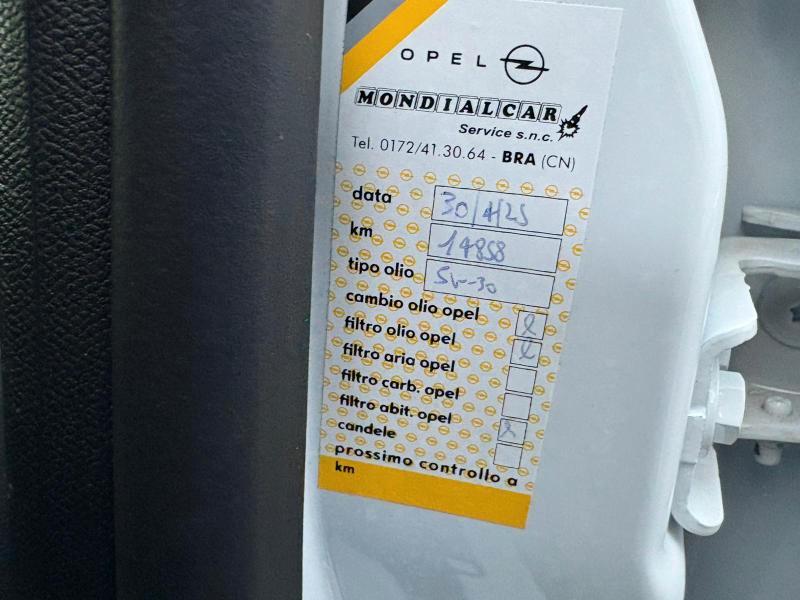 OPEL
MONDIALCAR
Service s.n.c.
Tel. 0172/41.30.64 - BRA (CN)
data 30/4/25
km 14858
tipo olio 5W-30
cambio olio opel
filtro olio opel
filtro aria opel
filtro carb. opel
filtro abit. opel
candele
prossimo controllo a
km